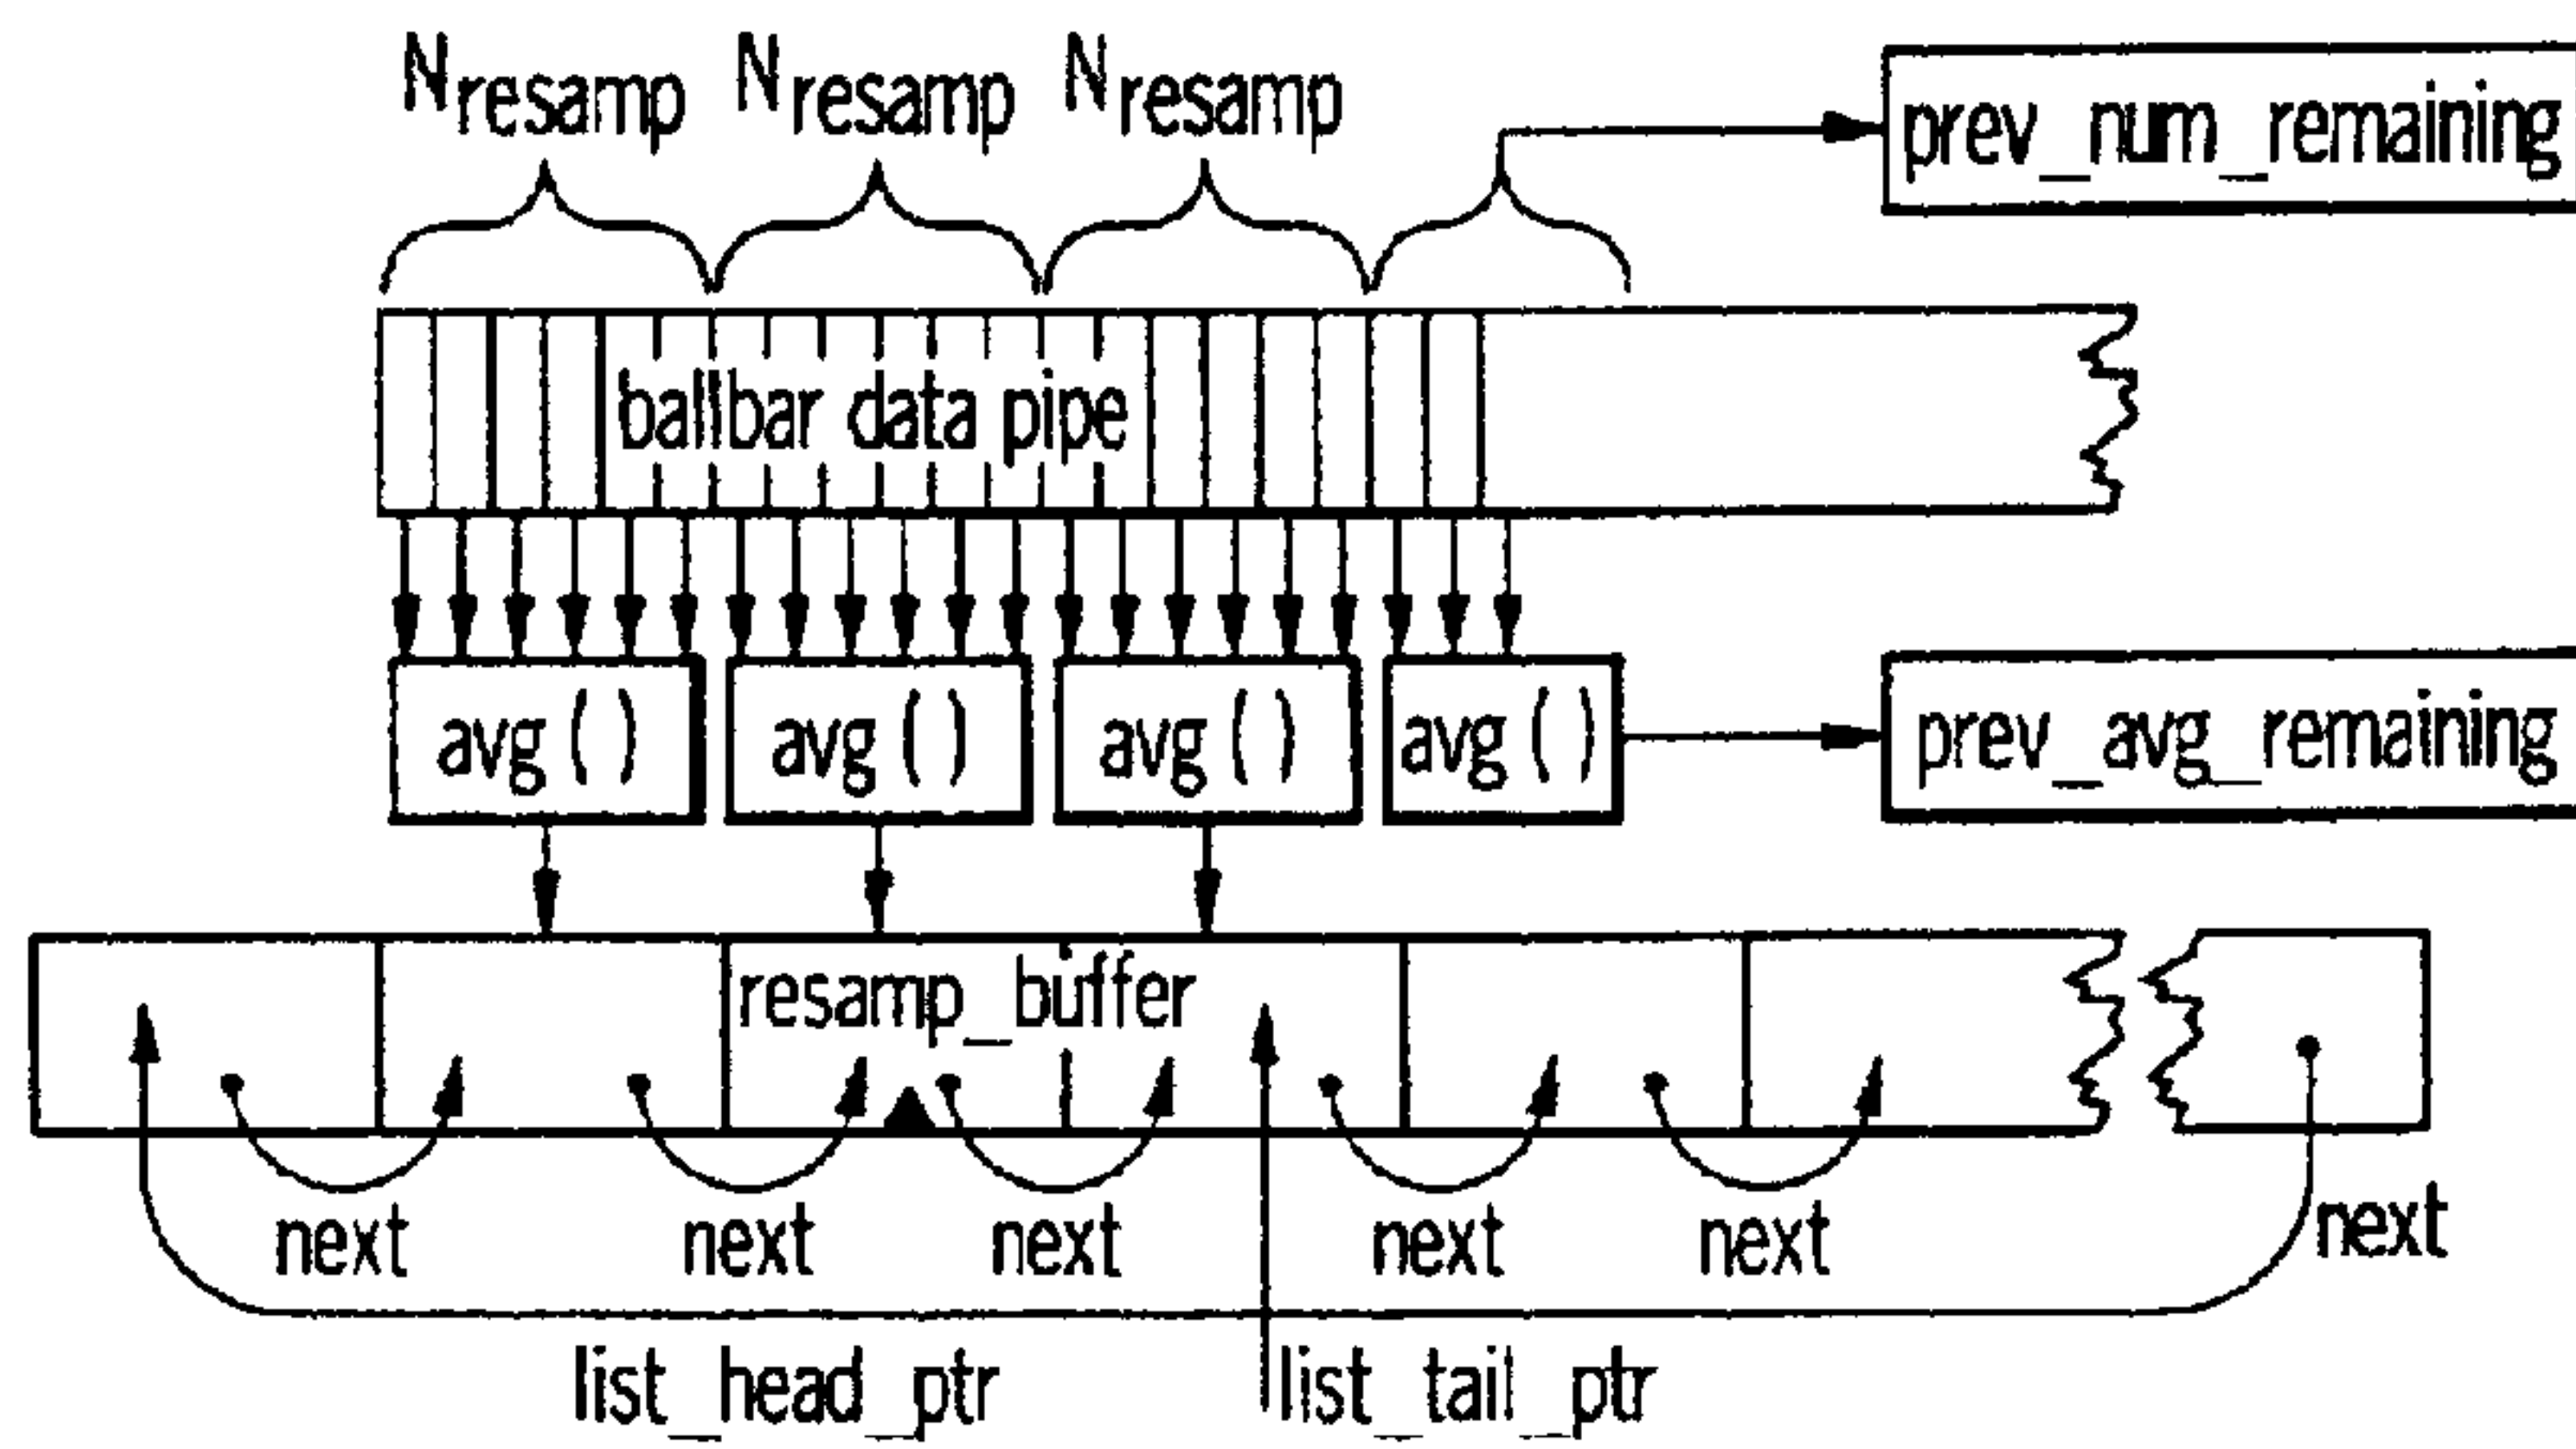 Nresamp Nresamp Nresamp
prev_num_remaining
ballbar data pipe
avg ( ) avg ( ) avg ( ) avg ( )
prev_avg_remaining
resamp_buffer
next next next next next next
list_head_ptr list_tail_ptr